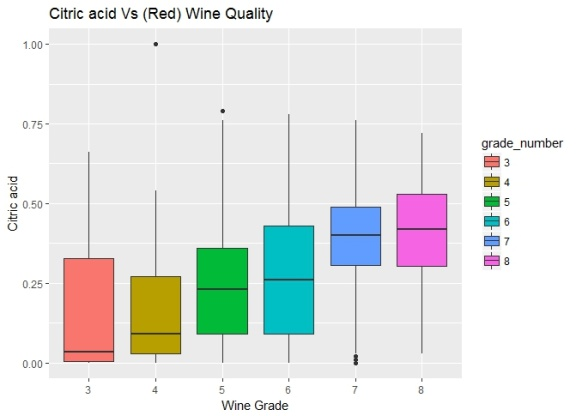 Citric acid Vs (Red) Wine Quality
1.00
0.75
0.50
0.25
0.00
Citric acid
3 4 5 6 7 8
Wine Grade
grade_number
3
4
5
6
7
8